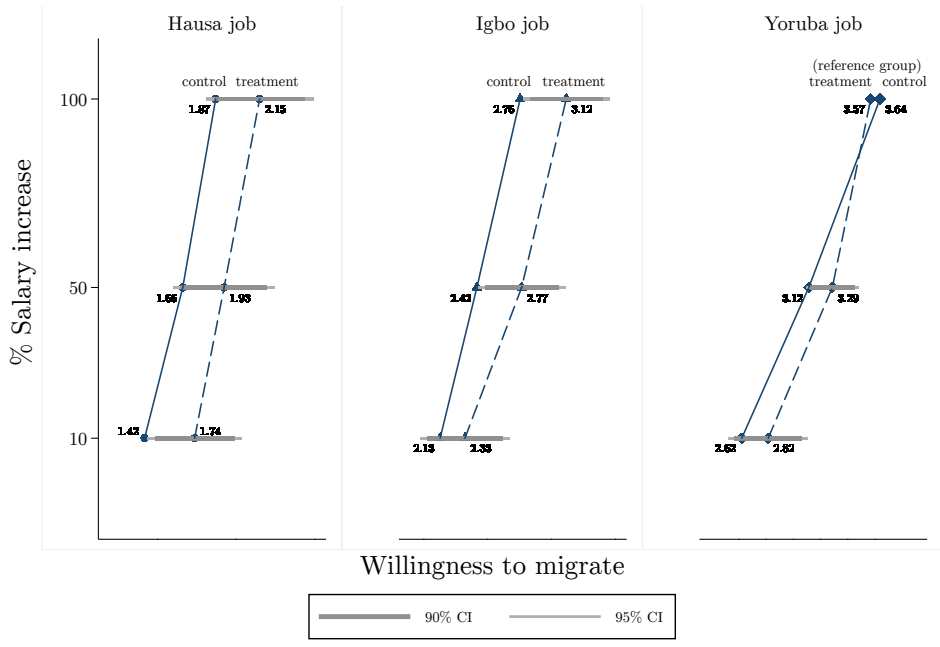 Hausa job
Igbo job
Yoruba job
(reference group)
control treatment
control treatment
treatment control
100
1.87
2.15
2.76
3.12
3.57
3.64
50
1.66
1.93
2.42
2.77
3.12
3.29
10
1.42
1.74
2.13
2.33
2.62
2.82
% Salary increase
Willingness to migrate
90% CI
95% CI